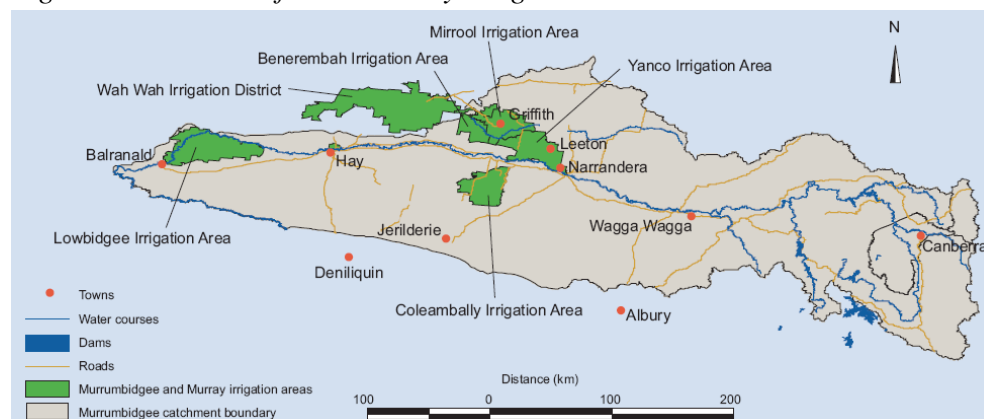 N
Mirrool Irrigation Area
Benerembah Irrigation Area
Yanco Irrigation Area
Wah Wah Irrigation District
Griffith
Leeton
Balranald
Hay
Narrandera
Wagga Wagga
Lowbidgee Irrigation Area
Jerilderie
Canberra
Deniliquin
Coleambally Irrigation Area
Albury
Towns
Water courses
Dams
Roads
Murrumbidgee and Murray irrigation areas
Murrumbidgee catchment boundary
Distance (km)
100 0 100 200